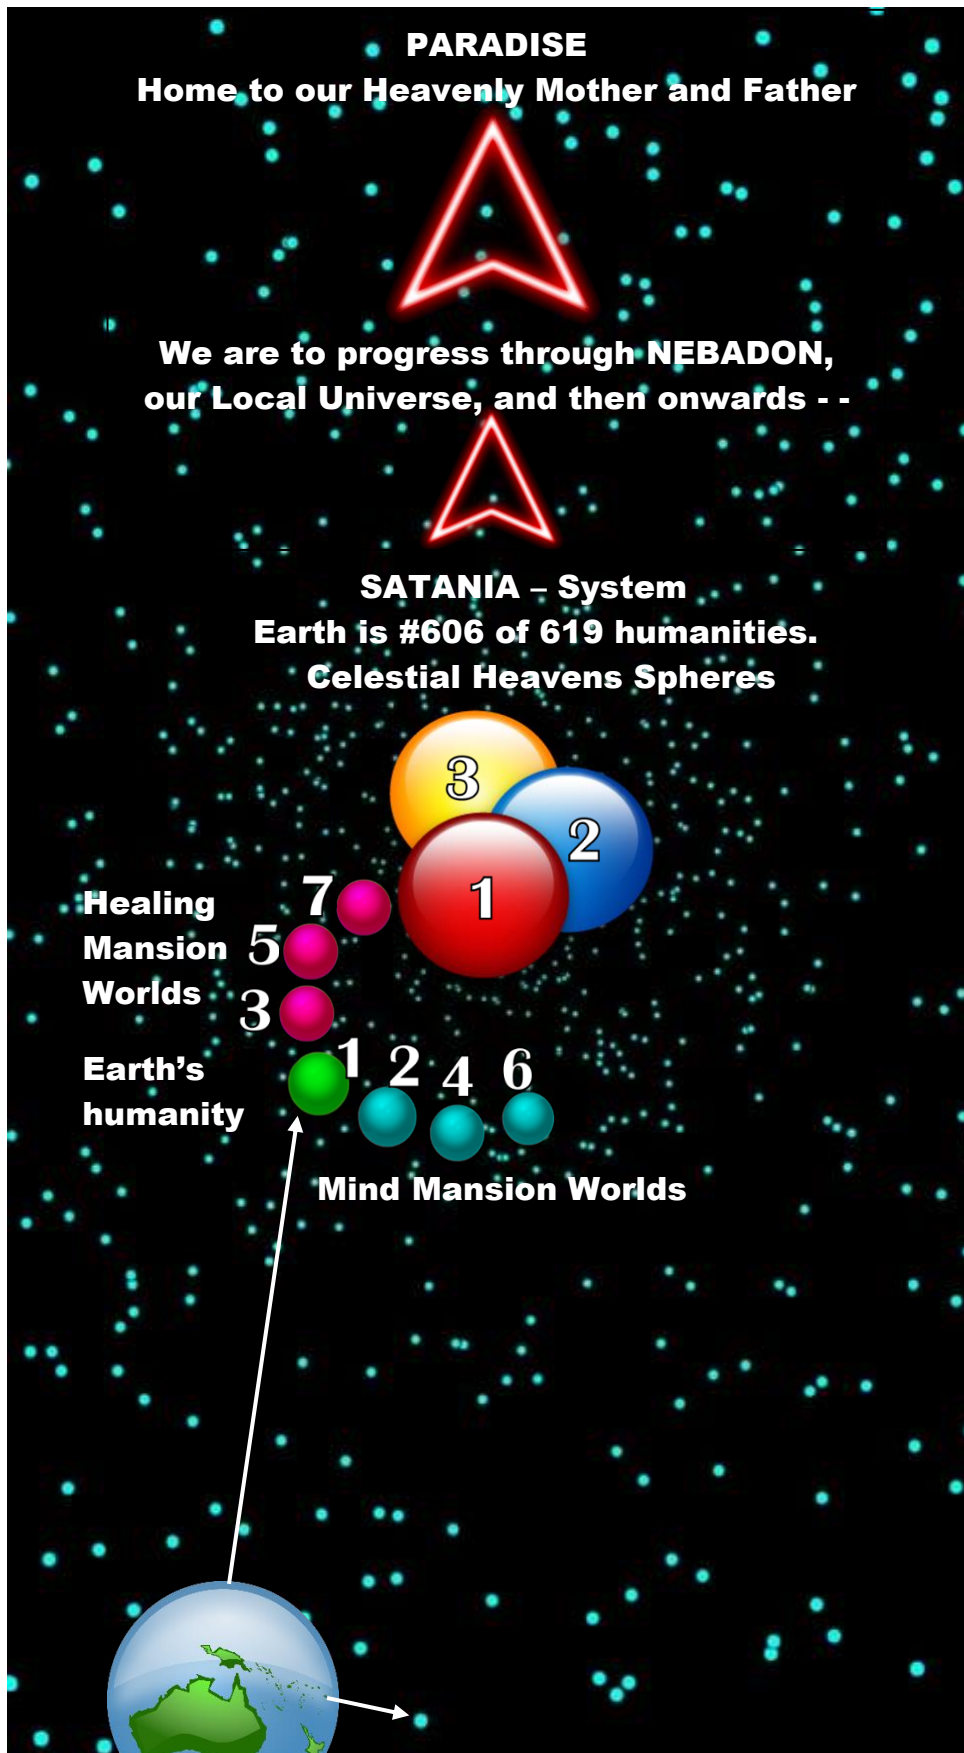 PARADISE
Home to our Heavenly Mother and Father
We are to progress through NEBADON,
our Local Universe, and then onwards - -
SATANIA – System
Earth is #606 of 619 humanities.
Celestial Heavens Spheres
3
2
1
Healing
Mansion
Worlds
7
5
3
Earth's
humanity
1
2
4
6
Mind Mansion Worlds